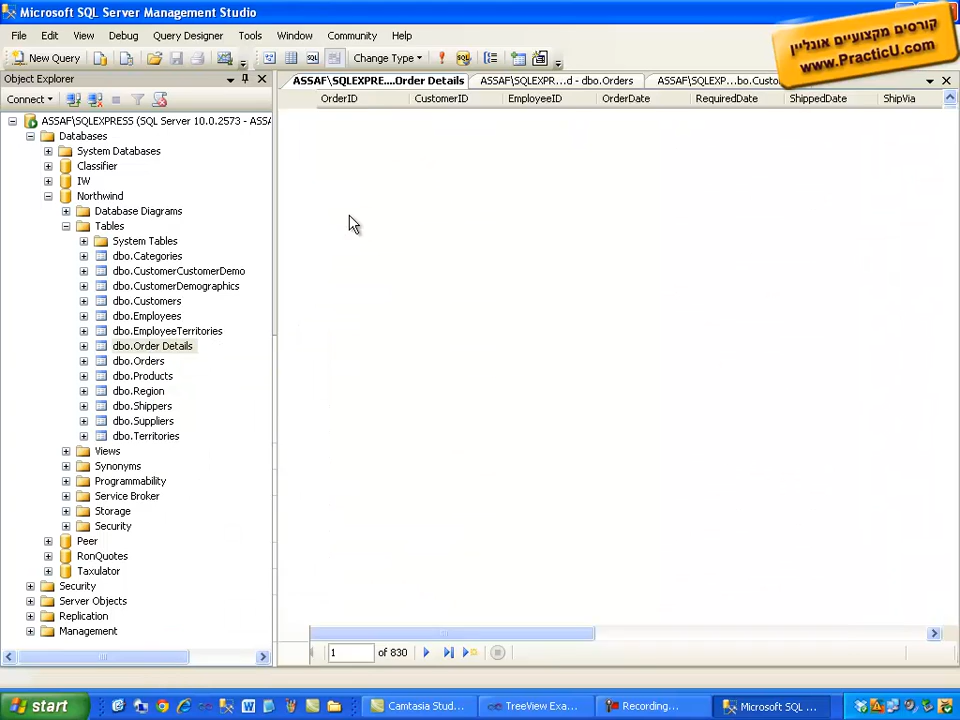 Microsoft SQL Server Management Studio
File Edit View Debug Query Designer Tools Window Community Help
קורסים מקצועיים אונליין
www.PracticU.com
New Query Change Type
Object Explorer
ASSAF\SQLEXPRE....Order Details ASSAF\SQLEXPR...d - dbo.Orders ASSAF\SQLEXP...bo.Custo
Connect
OrderID CustomerID EmployeeID OrderDate RequiredDate ShippedDate ShipVia
ASSAF\SQLEXPRESS (SQL Server 10.0.2573 - ASSA
Databases
System Databases
Classifier
IW
Northwind
Database Diagrams
Tables
System Tables
dbo.Categories
dbo.CustomerCustomerDemo
dbo.CustomerDemographics
dbo.Customers
dbo.Employees
dbo.EmployeeTerritories
dbo.Order Details
dbo.Orders
dbo.Products
dbo.Region
dbo.Shippers
dbo.Suppliers
dbo.Territories
Views
Synonyms
Programmability
Service Broker
Storage
Security
Peer
RonQuotes
Taxulator
Security
Server Objects
Replication
Management
1 of 830
start Camtasia Stud... TreeView Exa... Recording... Microsoft SQL ...